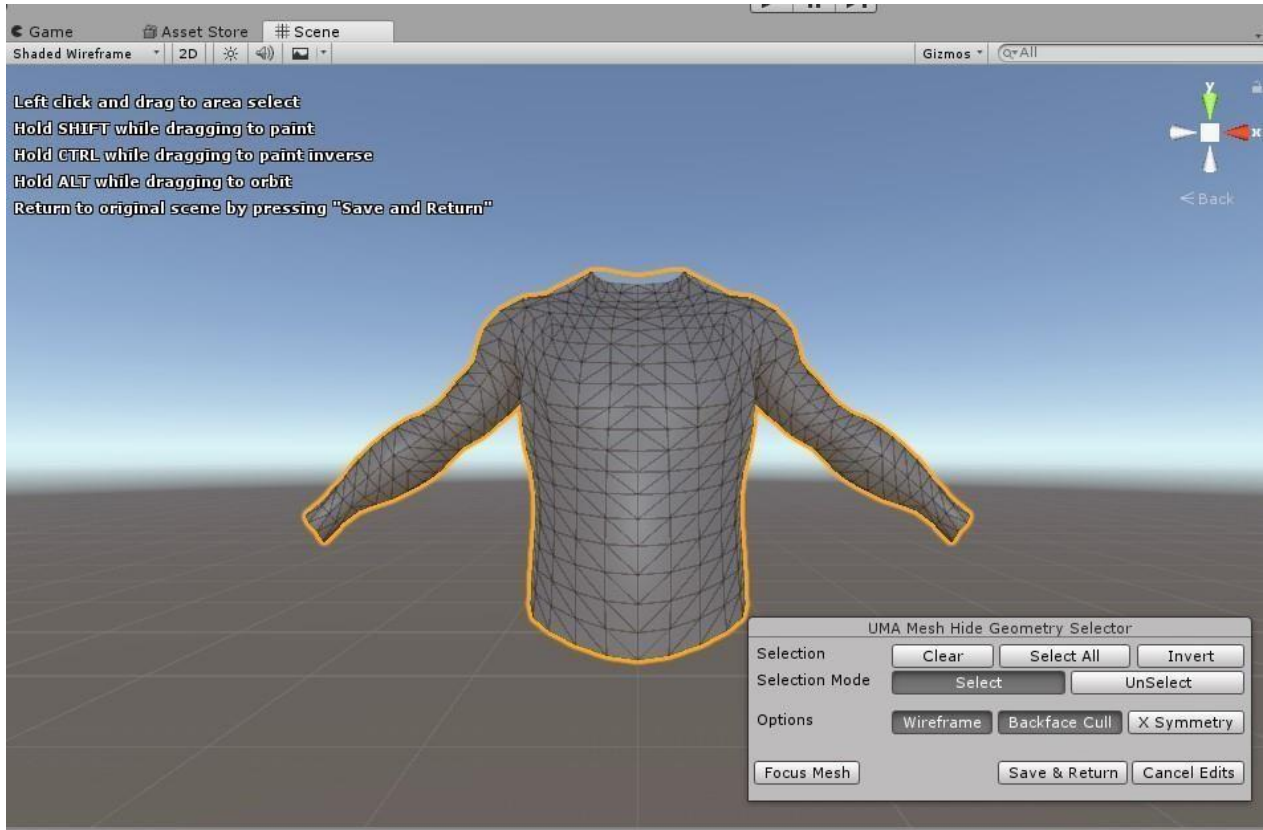 Game Asset Store Scene
Shaded Wireframe 2D Gizmos All
Left click and drag to area select
Hold SHIFT while dragging to paint
Hold CTRL while dragging to paint inverse
Hold ALT while dragging to orbit
Return to original scene by pressing "Save and Return"
y
x
Back
UMA Mesh Hide Geometry Selector
Selection Clear Select All Invert
Selection Mode Select UnSelect
Options Wireframe Backface Cull X Symmetry
Focus Mesh Save & Return Cancel Edits